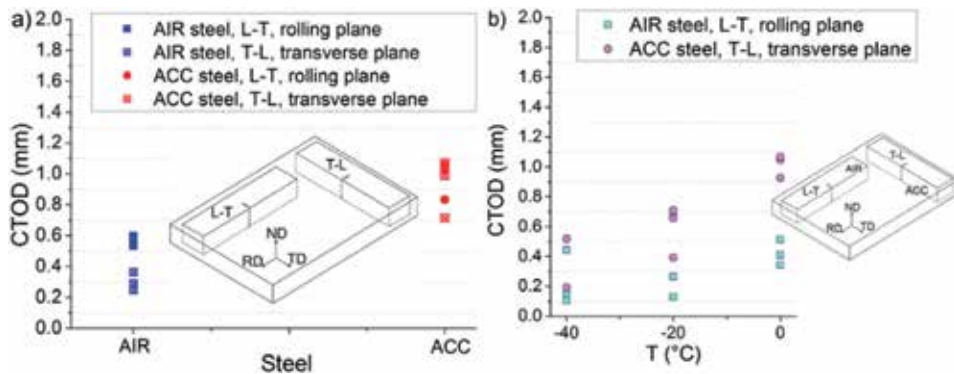 a)
2.0
1.8
1.6
1.4
1.2
1.0
0.8
0.6
0.4
0.2
0.0
CTOD (mm)
AIR steel, L-T, rolling plane
AIR steel, T-L, transverse plane
ACC steel, L-T, rolling plane
ACC steel, T-L, transverse plane
T-L
L-T
ND
RD
TD
AIR
ACC
Steel
b)
2.0
1.8
1.6
1.4
1.2
1.0
0.8
0.6
0.4
0.2
0.0
CTOD (mm)
AIR steel, L-T, rolling plane
ACC steel, T-L, transverse plane
T-L
AIR
L-T
ACC
ND
RD
TD
-40
-20
0
T (°C)